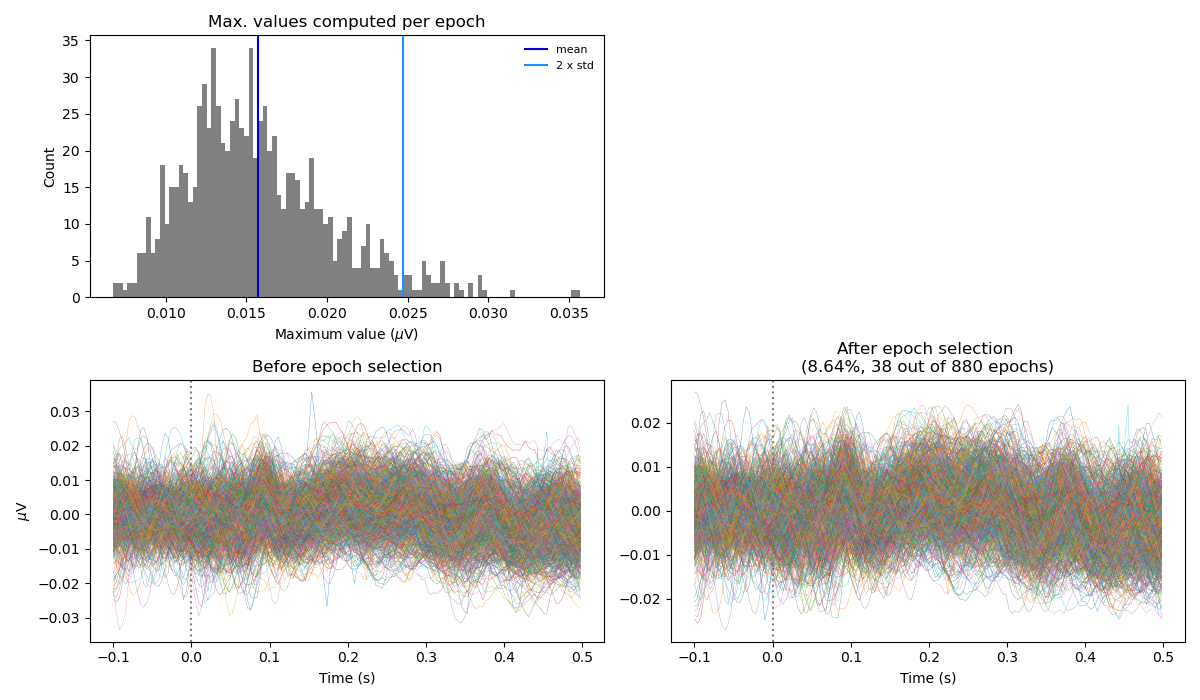 Max. values computed per epoch
35
30
25
20
15
10
5
0
Count
mean
2 x std
0.010 0.015 0.020 0.025 0.030 0.035
Maximum value (μV)
Before epoch selection
0.03
0.02
0.01
0.00
−0.01
−0.02
−0.03
μV
−0.1 0.0 0.1 0.2 0.3 0.4 0.5
Time (s)
After epoch selection
(8.64%, 38 out of 880 epochs)
0.02
0.01
0.00
−0.01
−0.02
−0.1 0.0 0.1 0.2 0.3 0.4 0.5
Time (s)